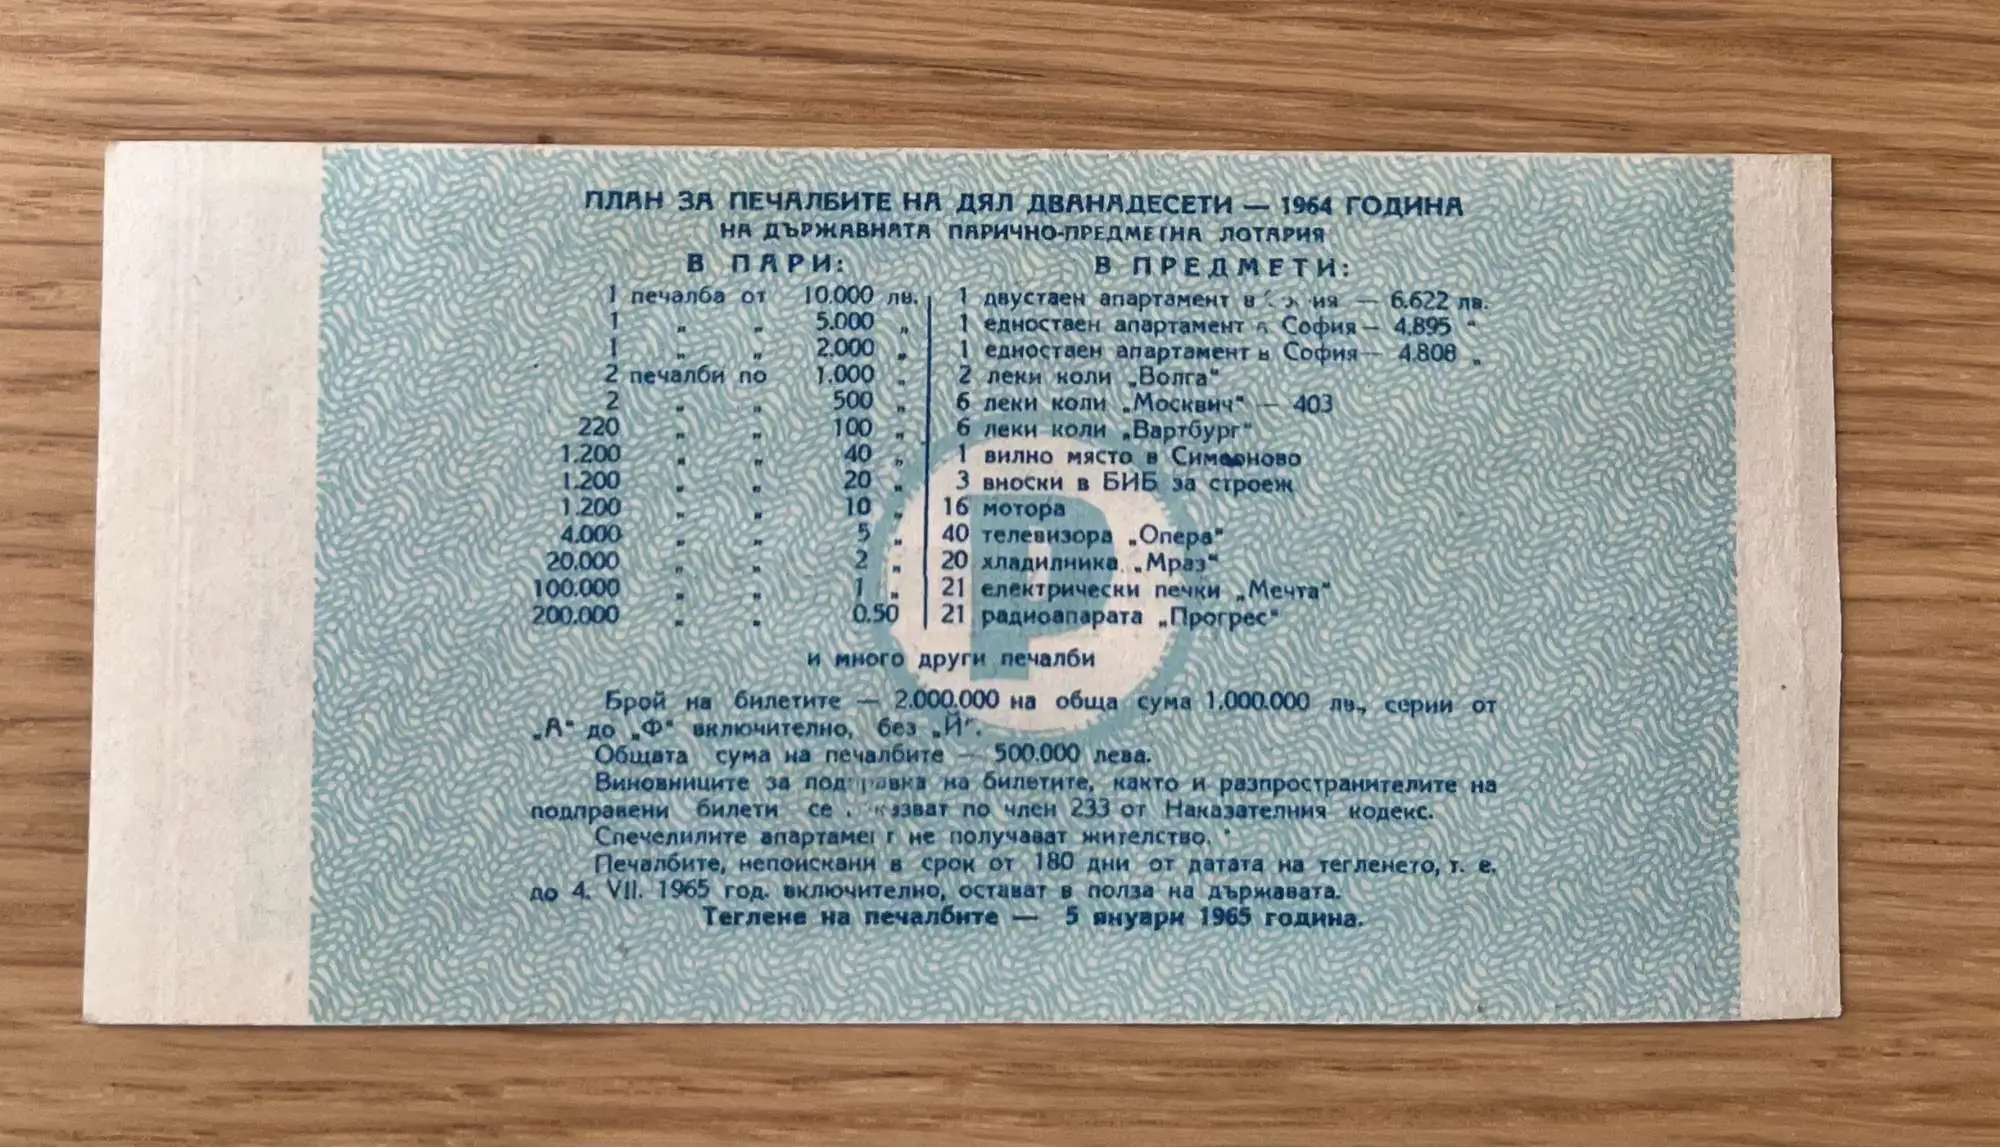 ПЛАН ЗА ПЕЧАЛБИТЕ НА ДЯЛ ДВАНАДЕСЕТИ — 1964 ГОДИНА
НА ДЪРЖАВНАТА ПАРИЧНО-ПРЕДМЕТНА ЛОТАРИЯ
В ПАРИ:
1 печалба от 10.000 лв.
1 „ „ 5.000 „
1 „ „ 2.000 „
2 печалби по 1.000 „
2 „ „ 500 „
220 „ „ 100 „
1.200 „ „ 40 „
1.200 „ „ 20 „
1.200 „ „ 10 „
4.000 „ „ 5 „
20.000 „ „ 2 „
100.000 „ „ 1 „
200.000 „ „ 0.50
В ПРЕДМЕТИ:
1 двустаен апартамент в — 6.622 лв.
1 едностаен апартамент в София — 4.895 "
1 едностаен апартамент в София — 4.808 „
2 леки коли „Волга“
6 леки коли „Москвич“ — 403
6 леки коли „Вартбург“
1 вилно място в Симеоново
3 вноски в БИБ за строеж
16 мотора
40 телевизора „Опера“
20 хладилника „Мраз“
21 електрически печки „Мечта“
21 радиоапарата „Прогрес“
и много други печалби
Брой на билетите — 2.000.000 на обща сума 1.000.000 лв., серии от
„А“ до „Ф“ включително, без „Й“.
Общата сума на печалбите — 500.000 лева.
Виновниците за на билетите, както и разпространителите на
подправени билети се по член 233 от Наказателния кодекс.
Спечелилите не получават жителство.
Печалбите, непоискани в срок от 180 дни от датата на тегленето, т. е.
до 4. VII. 1965 год. включително, остават в полза на държавата.
Теглене на печалбите — 5 януари 1965 година.
Р